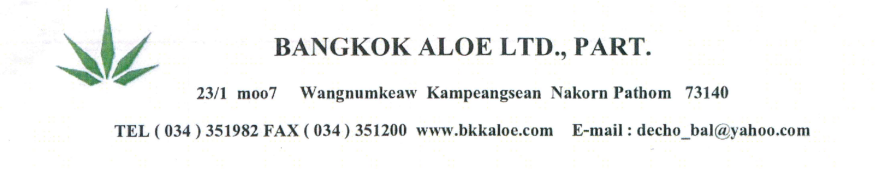 BANGKOK ALOE LTD., PART.
23/1 moo7 Wangnumkeaw Kampeangsean Nakorn Pathom 73140
TEL ( 034 ) 351982 FAX ( 034 ) 351200 www.bkkaloe.com E-mail : decho_bal@yahoo.com